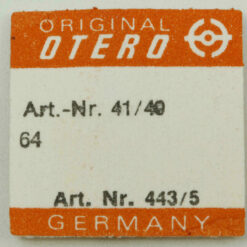 ORIGINAL
OTERO
Art.-Nr. 41/40
64
Art. Nr. 443/5
GERMANY